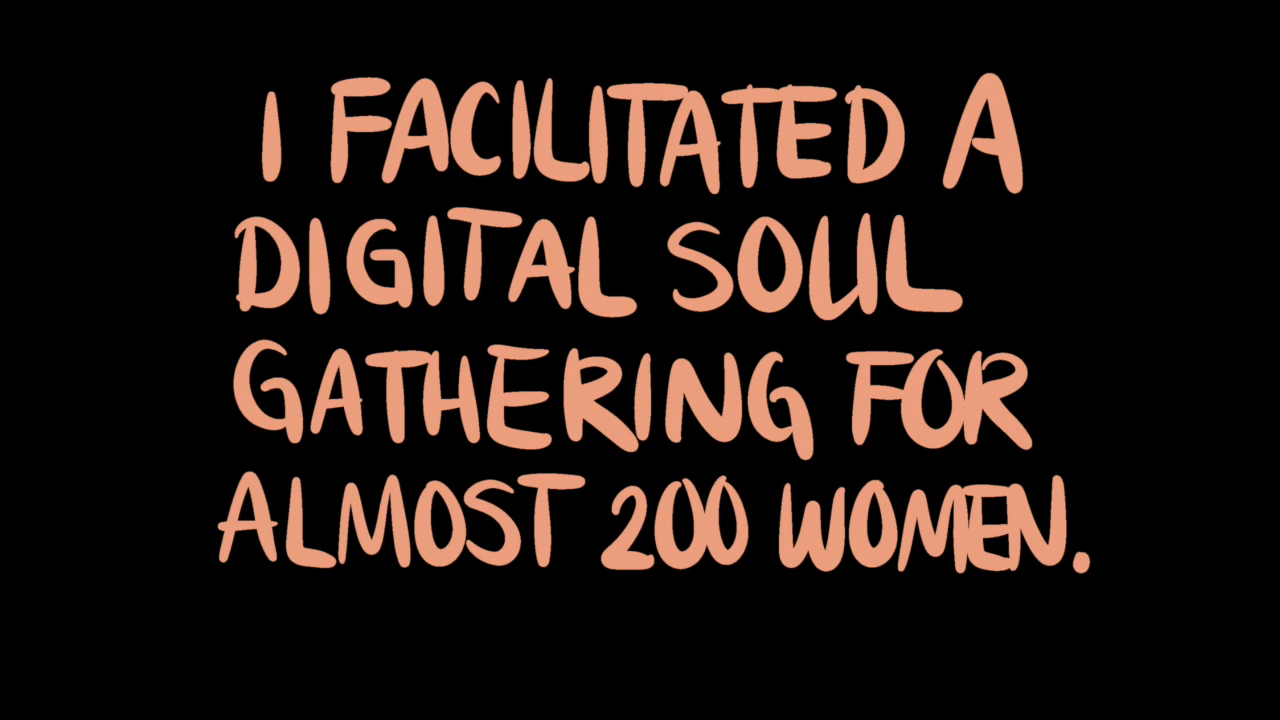 I FACILITATED A
DIGITAL SOUL
GATHERING FOR
ALMOST 200 WOMEN.